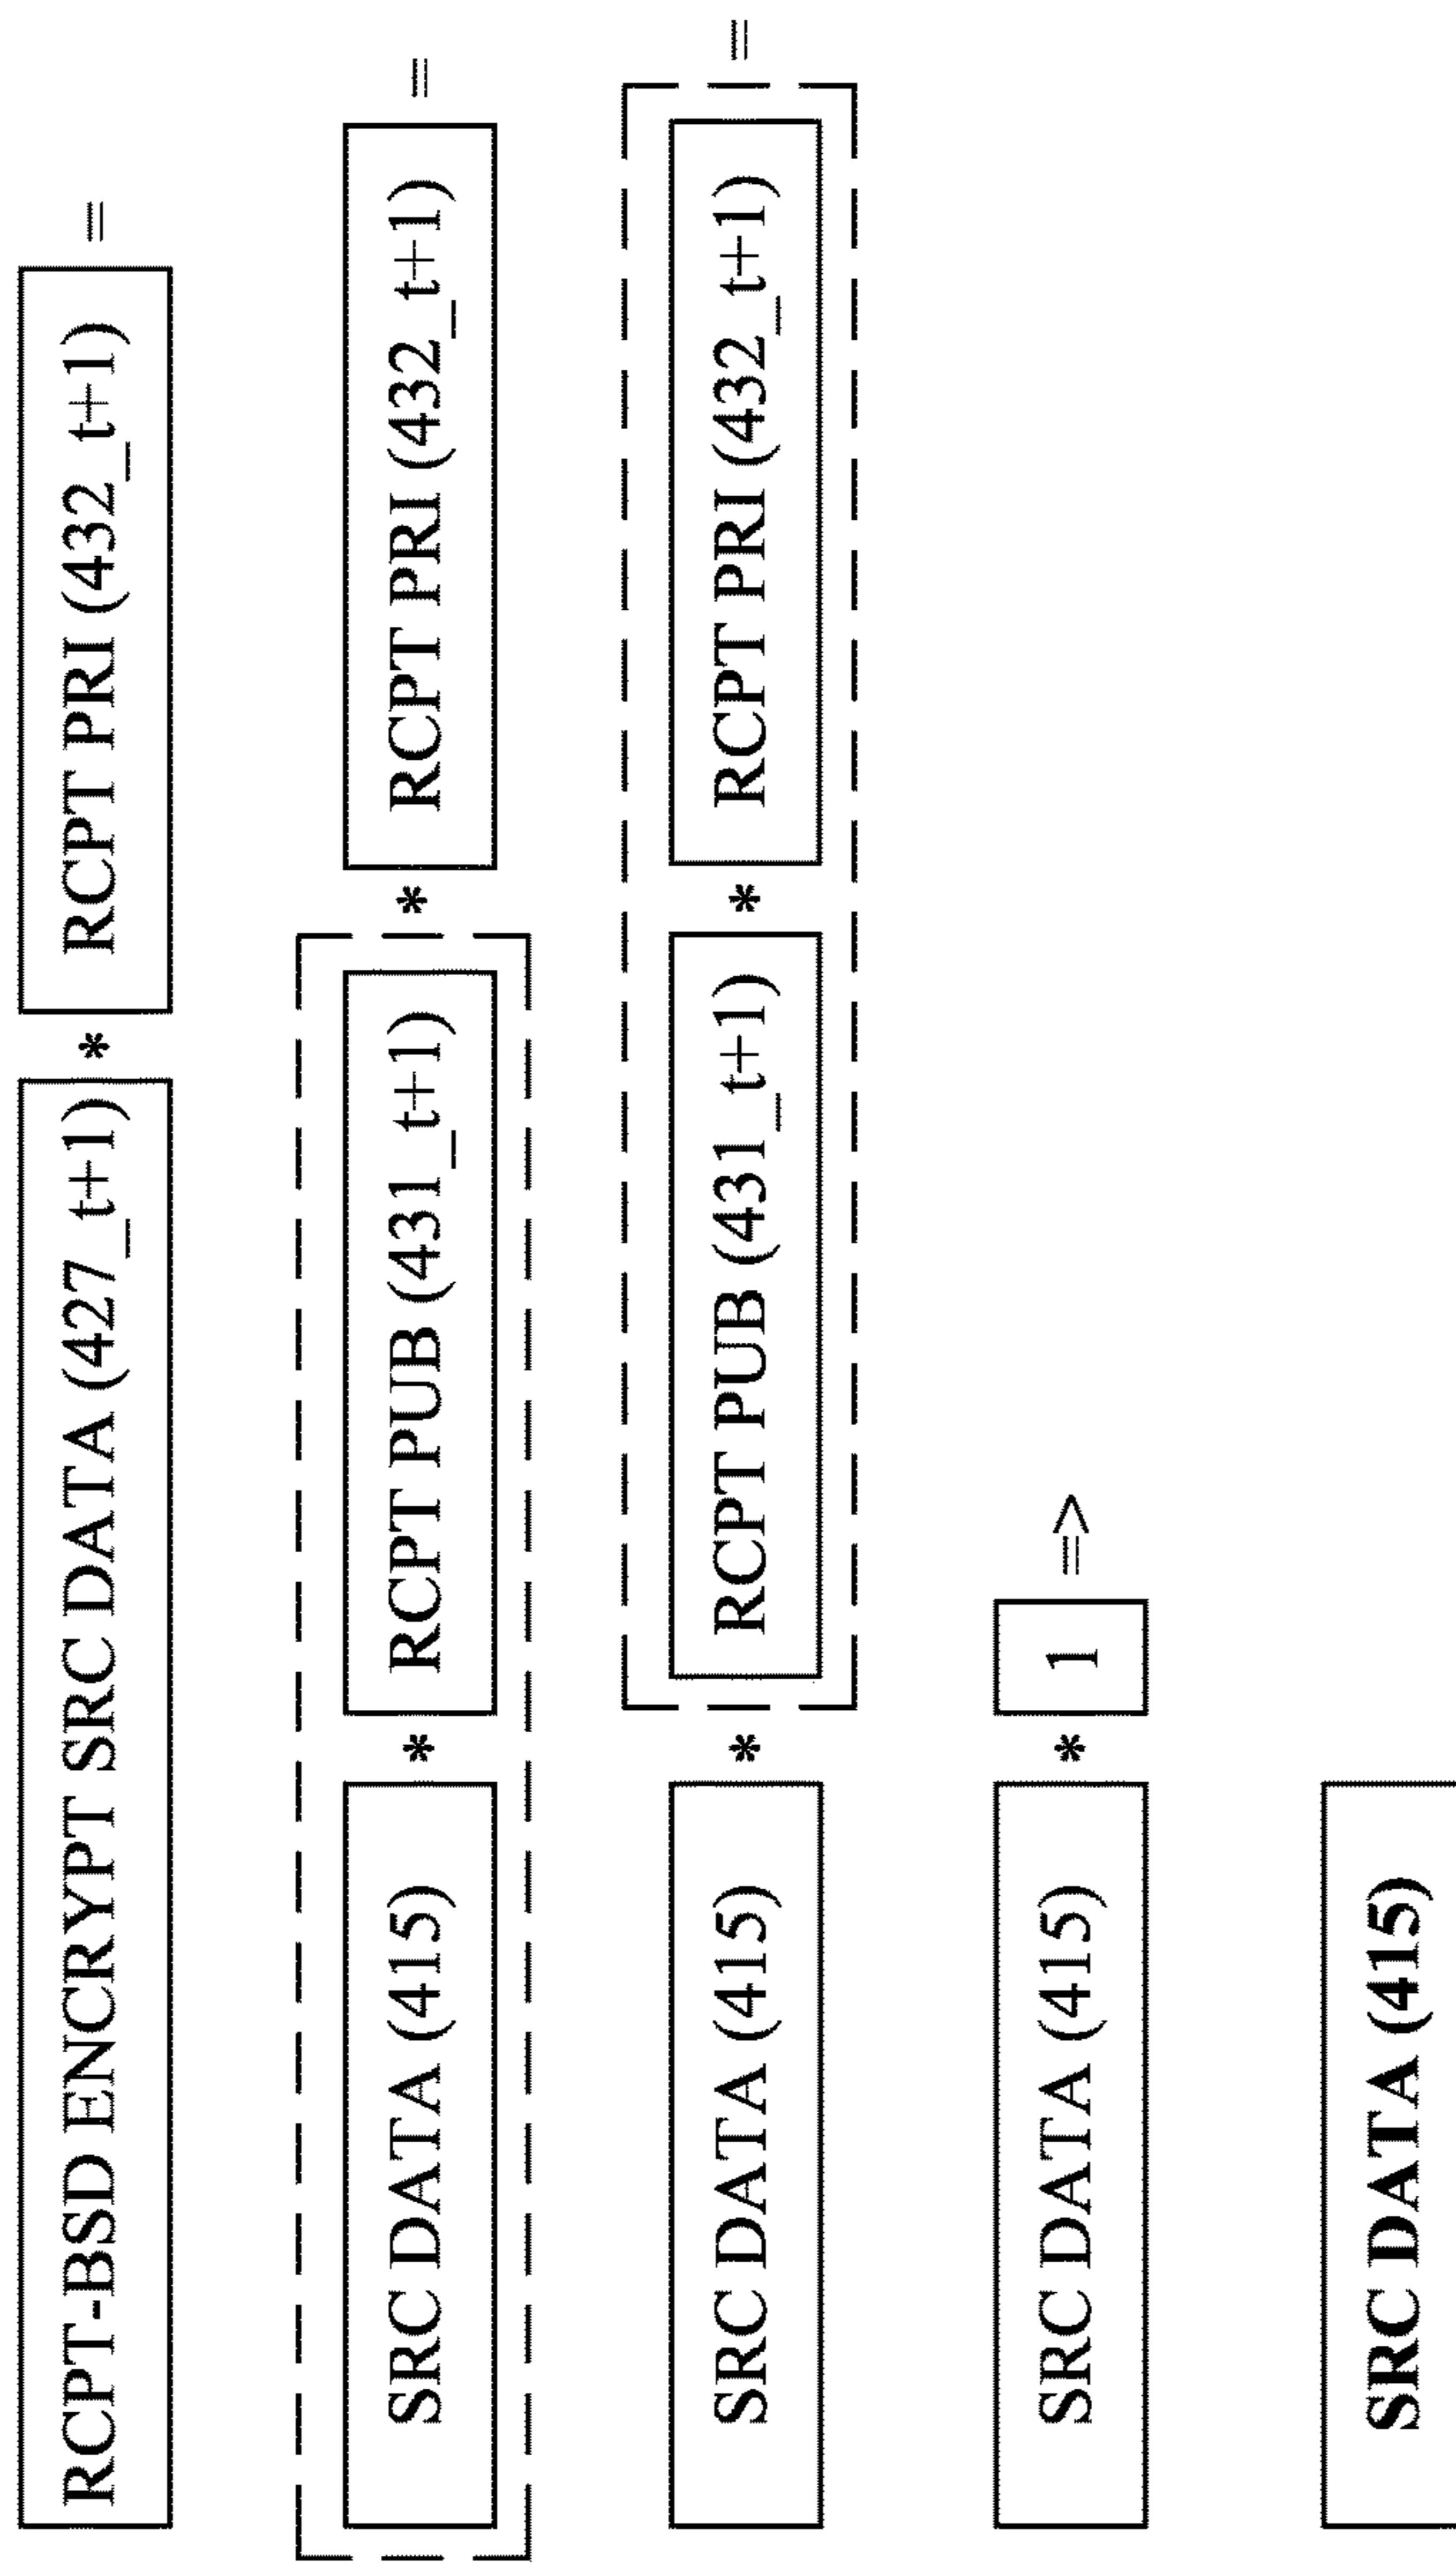 RCPT-BSD ENCRYPT SRC DATA (427_t+1) * RCPT PRI (432_t+1) =
SRC DATA (415) * RCPT PUB (431_t+1) * RCPT PRI (432_t+1) =
SRC DATA (415) * RCPT PUB (431_t+1) * RCPT PRI (432_t+1) =
SRC DATA (415) * 1 =>
SRC DATA (415)